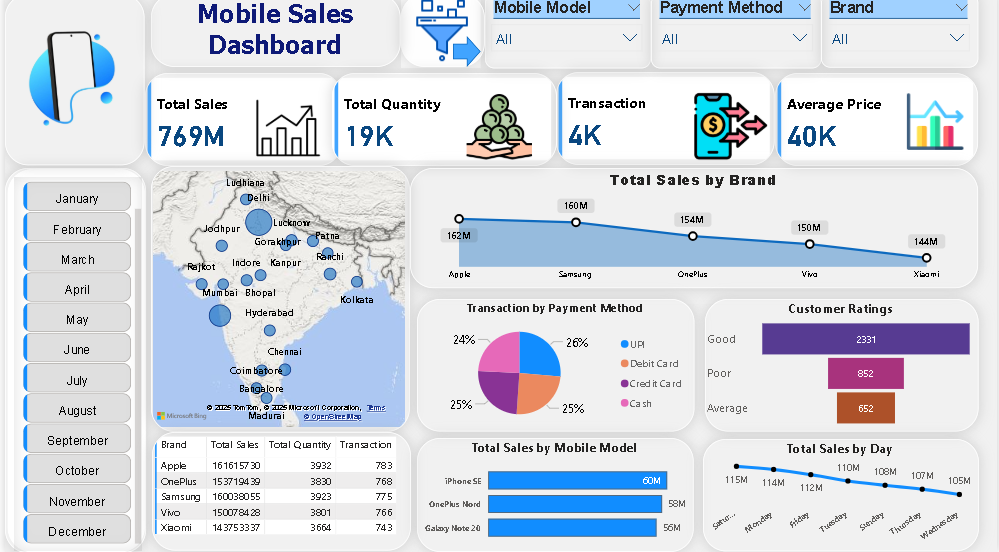 Mobile Sales
Dashboard
Mobile Model
All
Payment Method
All
Brand
All
Total Sales
769M
Total Quantity
19K
Transaction
4K
Average Price
40K
January
February
March
April
May
June
July
August
September
October
November
December
Ludhiana
Delhi
Lucknow
Jodhpur
Gorakhpur
Patna
Ranchi
Indore
Kanpur
Rajkot
Mumbai
Bhopal
Kolkata
Hyderabad
Chennai
Coimbatore
Bangalore
Madurai
Microsoft Bing
© 2025 TomTom, © 2025 Microsoft Corporation, Terms
© OpenStreetMap
Total Sales by Brand
162M
160M
154M
150M
144M
Apple
Samsung
OnePlus
Vivo
Xiaomi
Transaction by Payment Method
24%
26%
25%
25%
UPI
Debit Card
Credit Card
Cash
Customer Ratings
Good 2331
Poor 852
Average 652
Brand Total Sales Total Quantity Transaction
Apple 161615730 3932 783
OnePlus 153719439 3830 768
Samsung 160038055 3923 775
Vivo 150078428 3801 766
Xiaomi 143753337 3664 743
Total Sales by Mobile Model
iPhone SE 60M
OnePlus Nord 58M
Galaxy Note 20 56M
Total Sales by Day
115M
114M
112M
110M
108M
107M
105M
Satur...
Monday
Friday
Tuesday
Sunday
Thursday
Wednesday